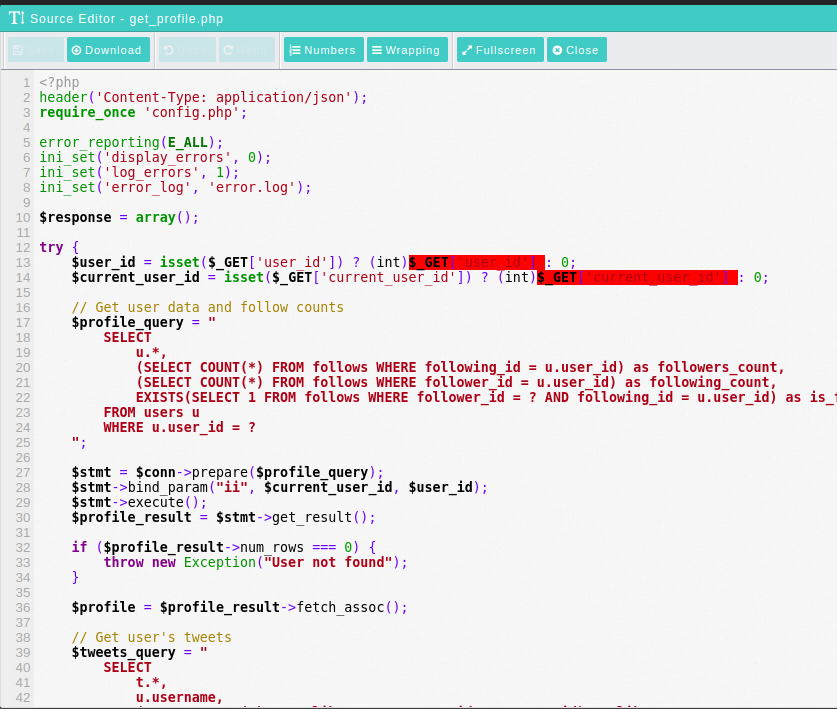 Source Editor - get_profile.php
Save Download Undo Redo Numbers Wrapping Fullscreen Close
1 <?php
2 header('Content-Type: application/json');
3 require_once 'config.php';
4
5 error_reporting(E_ALL);
6 ini_set('display_errors', 0);
7 ini_set('log_errors', 1);
8 ini_set('error_log', 'error.log');
9
10 $response = array();
11
12 try {
13     $user_id = isset($_GET['user_id']) ? (int)$_GET['user_id'] : 0;
14     $current_user_id = isset($_GET['current_user_id']) ? (int)$_GET['current_user_id'] : 0;
15
16     // Get user data and follow counts
17     $profile_query = "
18         SELECT
19             u.*,
20             (SELECT COUNT(*) FROM follows WHERE following_id = u.user_id) as followers_count,
21             (SELECT COUNT(*) FROM follows WHERE follower_id = u.user_id) as following_count,
22             EXISTS(SELECT 1 FROM follows WHERE follower_id = ? AND following_id = u.user_id) as
23         FROM users u
24         WHERE u.user_id = ?
25     ";
26
27     $stmt = $conn->prepare($profile_query);
28     $stmt->bind_param("ii", $current_user_id, $user_id);
29     $stmt->execute();
30     $profile_result = $stmt->get_result();
31
32     if ($profile_result->num_rows === 0) {
33         throw new Exception("User not found");
34     }
35
36     $profile = $profile_result->fetch_assoc();
37
38     // Get user's tweets
39     $tweets_query = "
40         SELECT
41             t.*,
42             u.username,